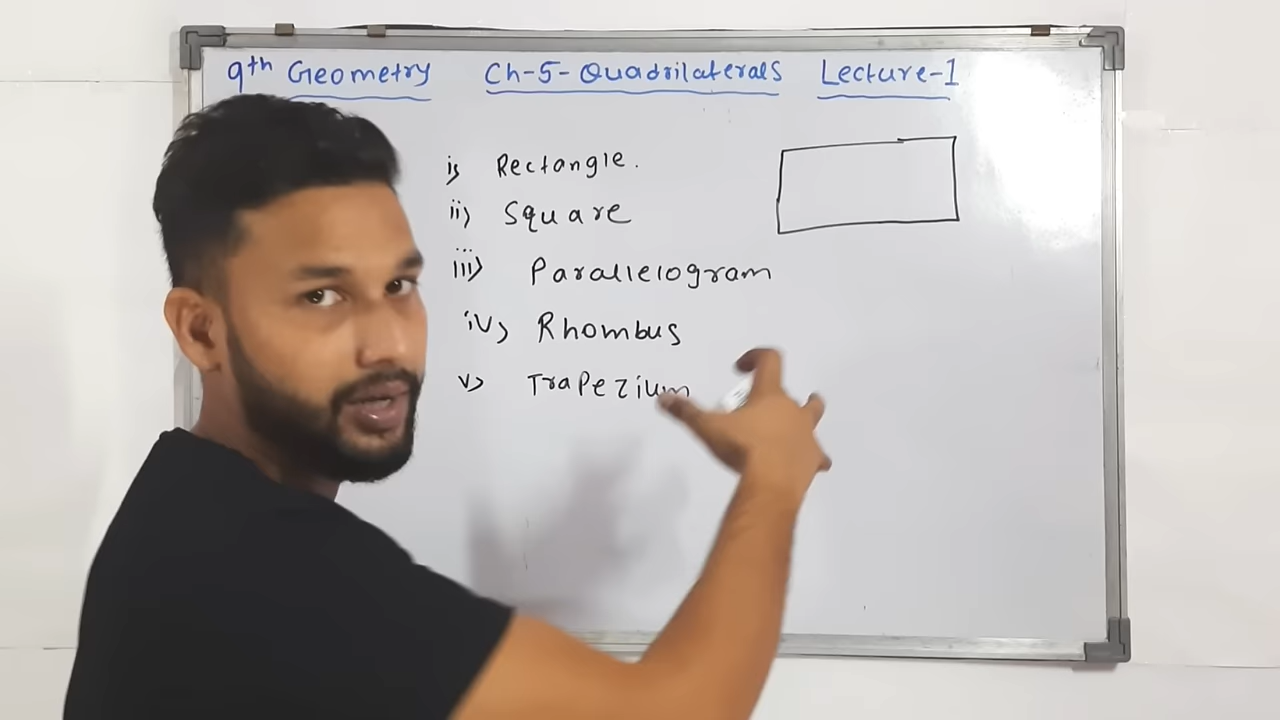 9th Geometry Ch-5-Quadrilaterals Lecture-1
i) Rectangle.
ii) Square
iii) Parallelogram
iv) Rhombus
v) Trapezium